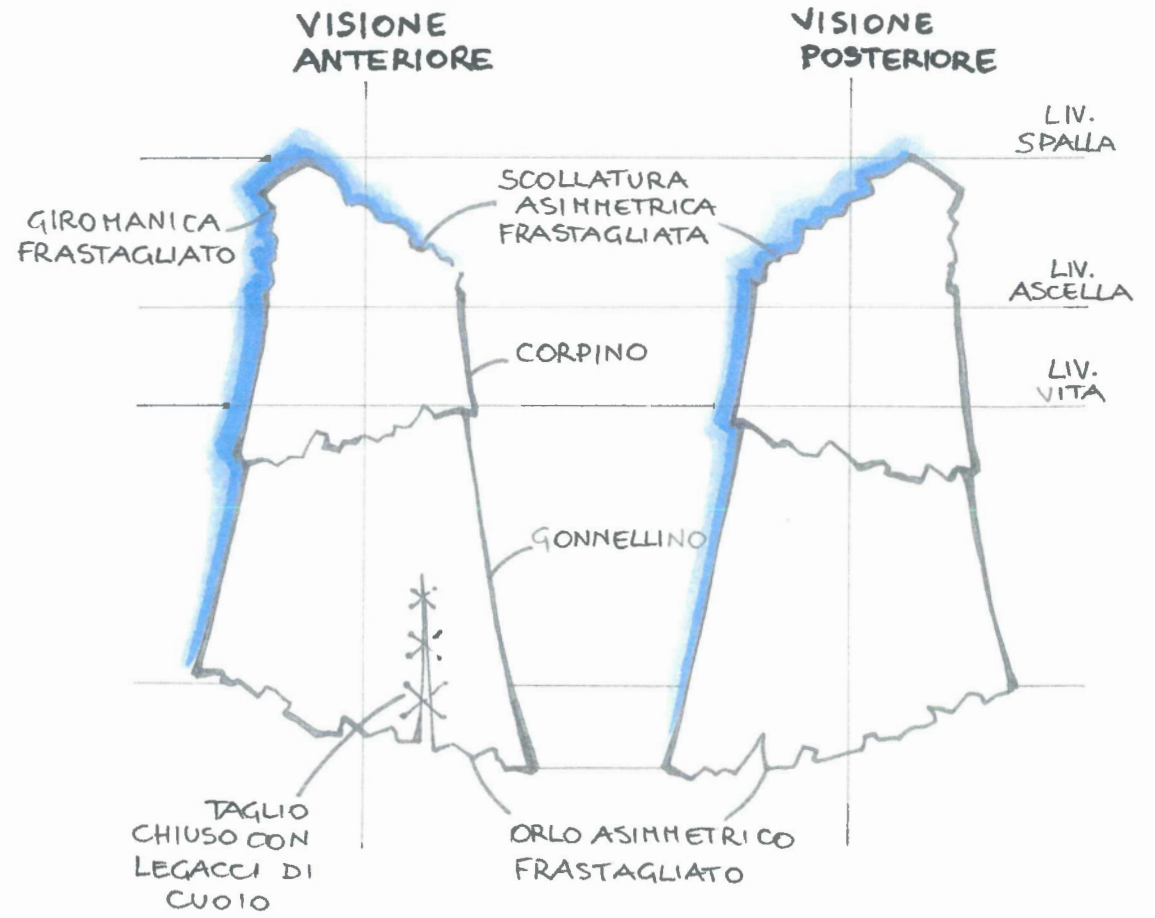 VISIONE
ANTERIORE
VISIONE
POSTERIORE
LIV.
SPALLA
SCOLLATURA
ASIMMETRICA
FRASTAGLIATA
GIROMANICA
FRASTAGLIATO
LIV.
ASCELLA
CORPINO
LIV.
VITA
GONNELLINO
TAGLIO
CHIUSO CON
LEGACCI DI
CUOIO
ORLO ASIMMETRICO
FRASTAGLIATO